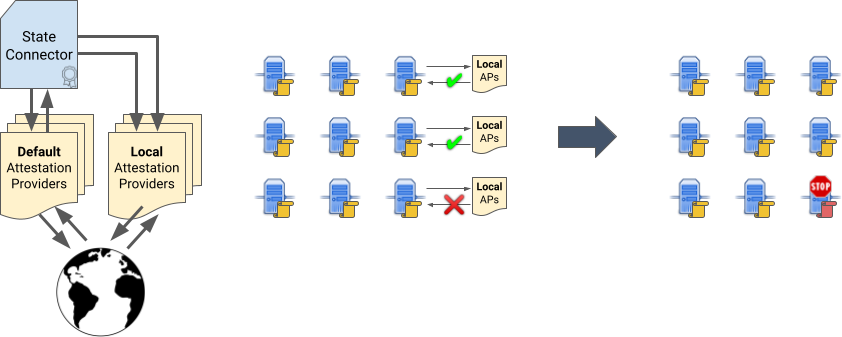 State
Connector
Default
Attestation
Providers
Local
Attestation
Providers
Local
APs
Local
APs
Local
APs
STOP